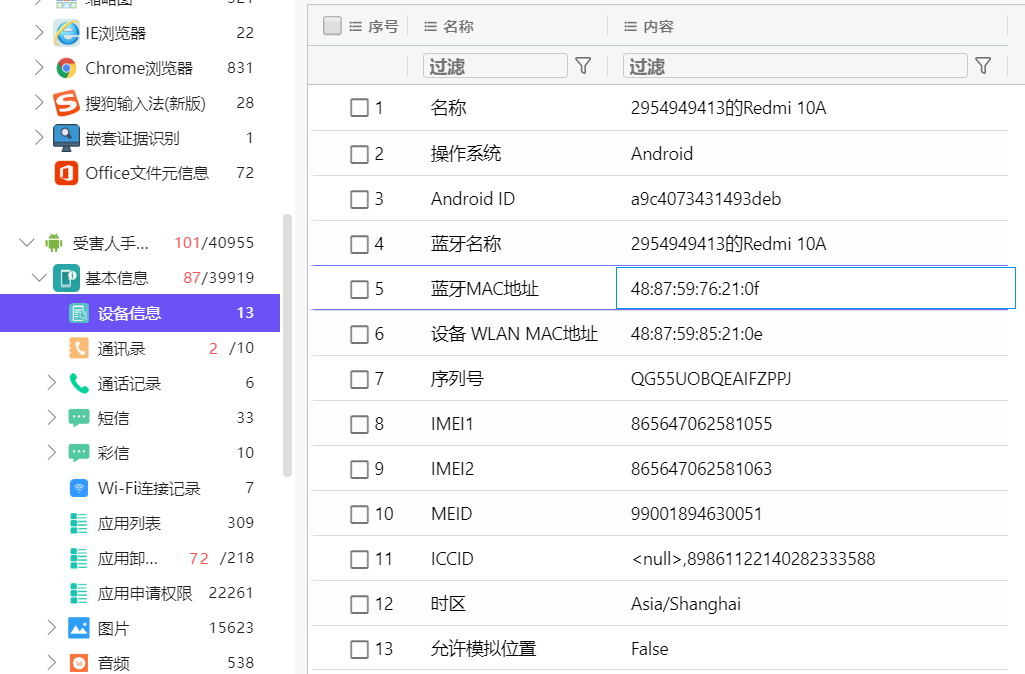 缩略图 321
IE浏览器 22
Chrome浏览器 831
搜狗输入法(新版) 28
嵌套证据识别 1
Office文件元信息 72
受害人手... 101/40955
基本信息 87/39919
设备信息 13
通讯录 2 /10
通话记录 6
短信 33
彩信 10
Wi-Fi连接记录 7
应用列表 309
应用卸... 72 /218
应用申请权限 22261
图片 15623
音频 538
序号 名称 内容
过滤 过滤
1 名称 2954949413的Redmi 10A
2 操作系统 Android
3 Android ID a9c4073431493deb
4 蓝牙名称 2954949413的Redmi 10A
5 蓝牙MAC地址 48:87:59:76:21:0f
6 设备 WLAN MAC地址 48:87:59:85:21:0e
7 序列号 QG55UOBQEAIFZPPJ
8 IMEI1 865647062581055
9 IMEI2 865647062581063
10 MEID 99001894630051
11 ICCID <null>,89861122140282333588
12 时区 Asia/Shanghai
13 允许模拟位置 False